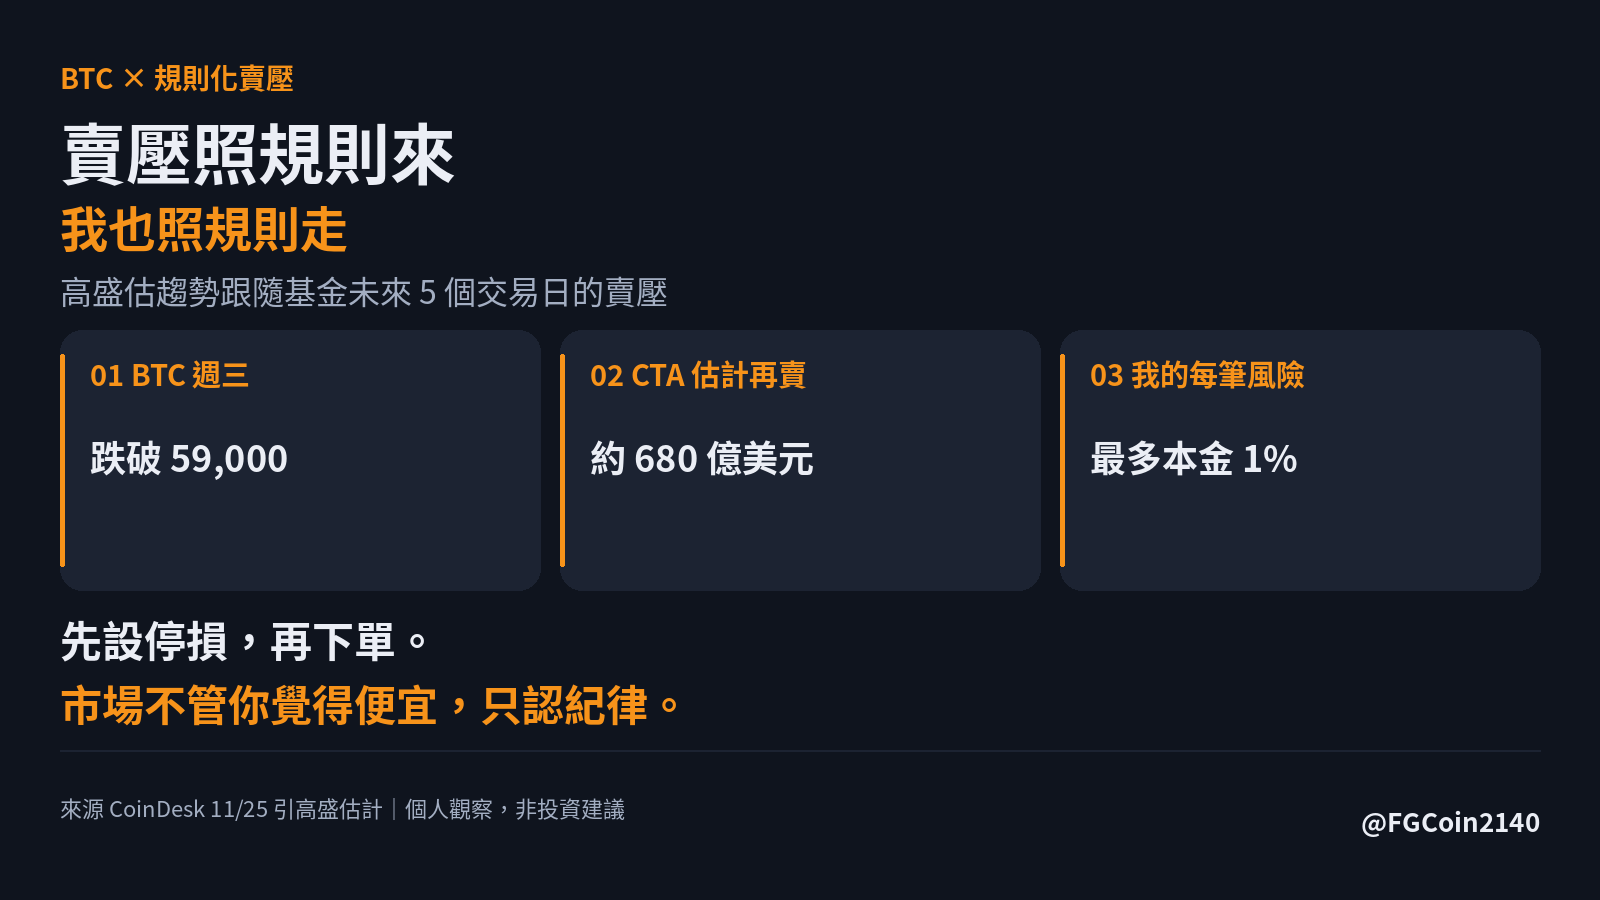 BTC × 規則化賣壓
賣壓照規則來
我也照規則走
高盛估趨勢跟隨基金未來 5 個交易日的賣壓
01 BTC 週三
跌破 59,000
02 CTA 估計再賣
約 680 億美元
03 我的每筆風險
最多本金 1%
先設停損，再下單。
市場不管你覺得便宜，只認紀律。
來源 CoinDesk 11/25 引高盛估計｜個人觀察，非投資建議
@FGCoin2140